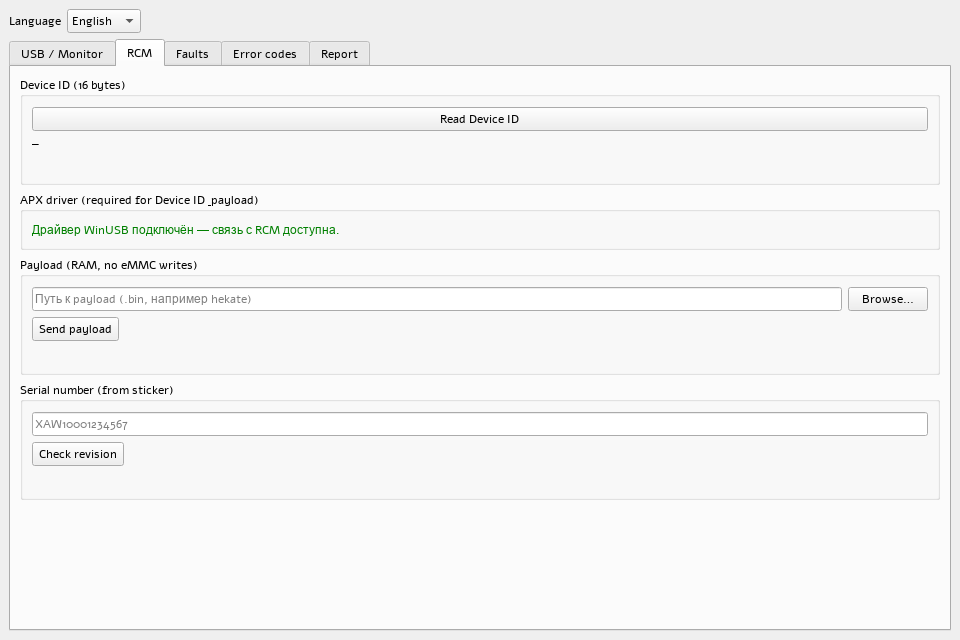 Language English
USB / Monitor RCM Faults Error codes Report
Device ID (16 bytes)
Read Device ID
–
APX driver (required for Device ID _payload)
Драйвер WinUSB подключён — связь с RCM доступна.
Payload (RAM, no eMMC writes)
Путь к payload (.bin, например hekate) Browse...
Send payload
Serial number (from sticker)
XAW10001234567
Check revision